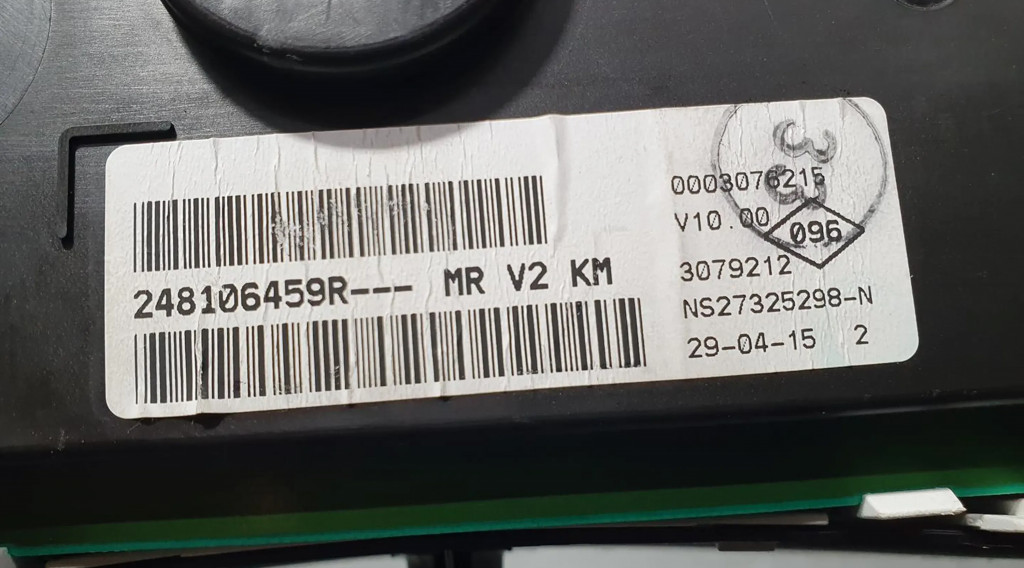 248106459R--- MR V2 KM
0003076215
V10.00
096
3079212
NS27325298-N
29-04-15 2